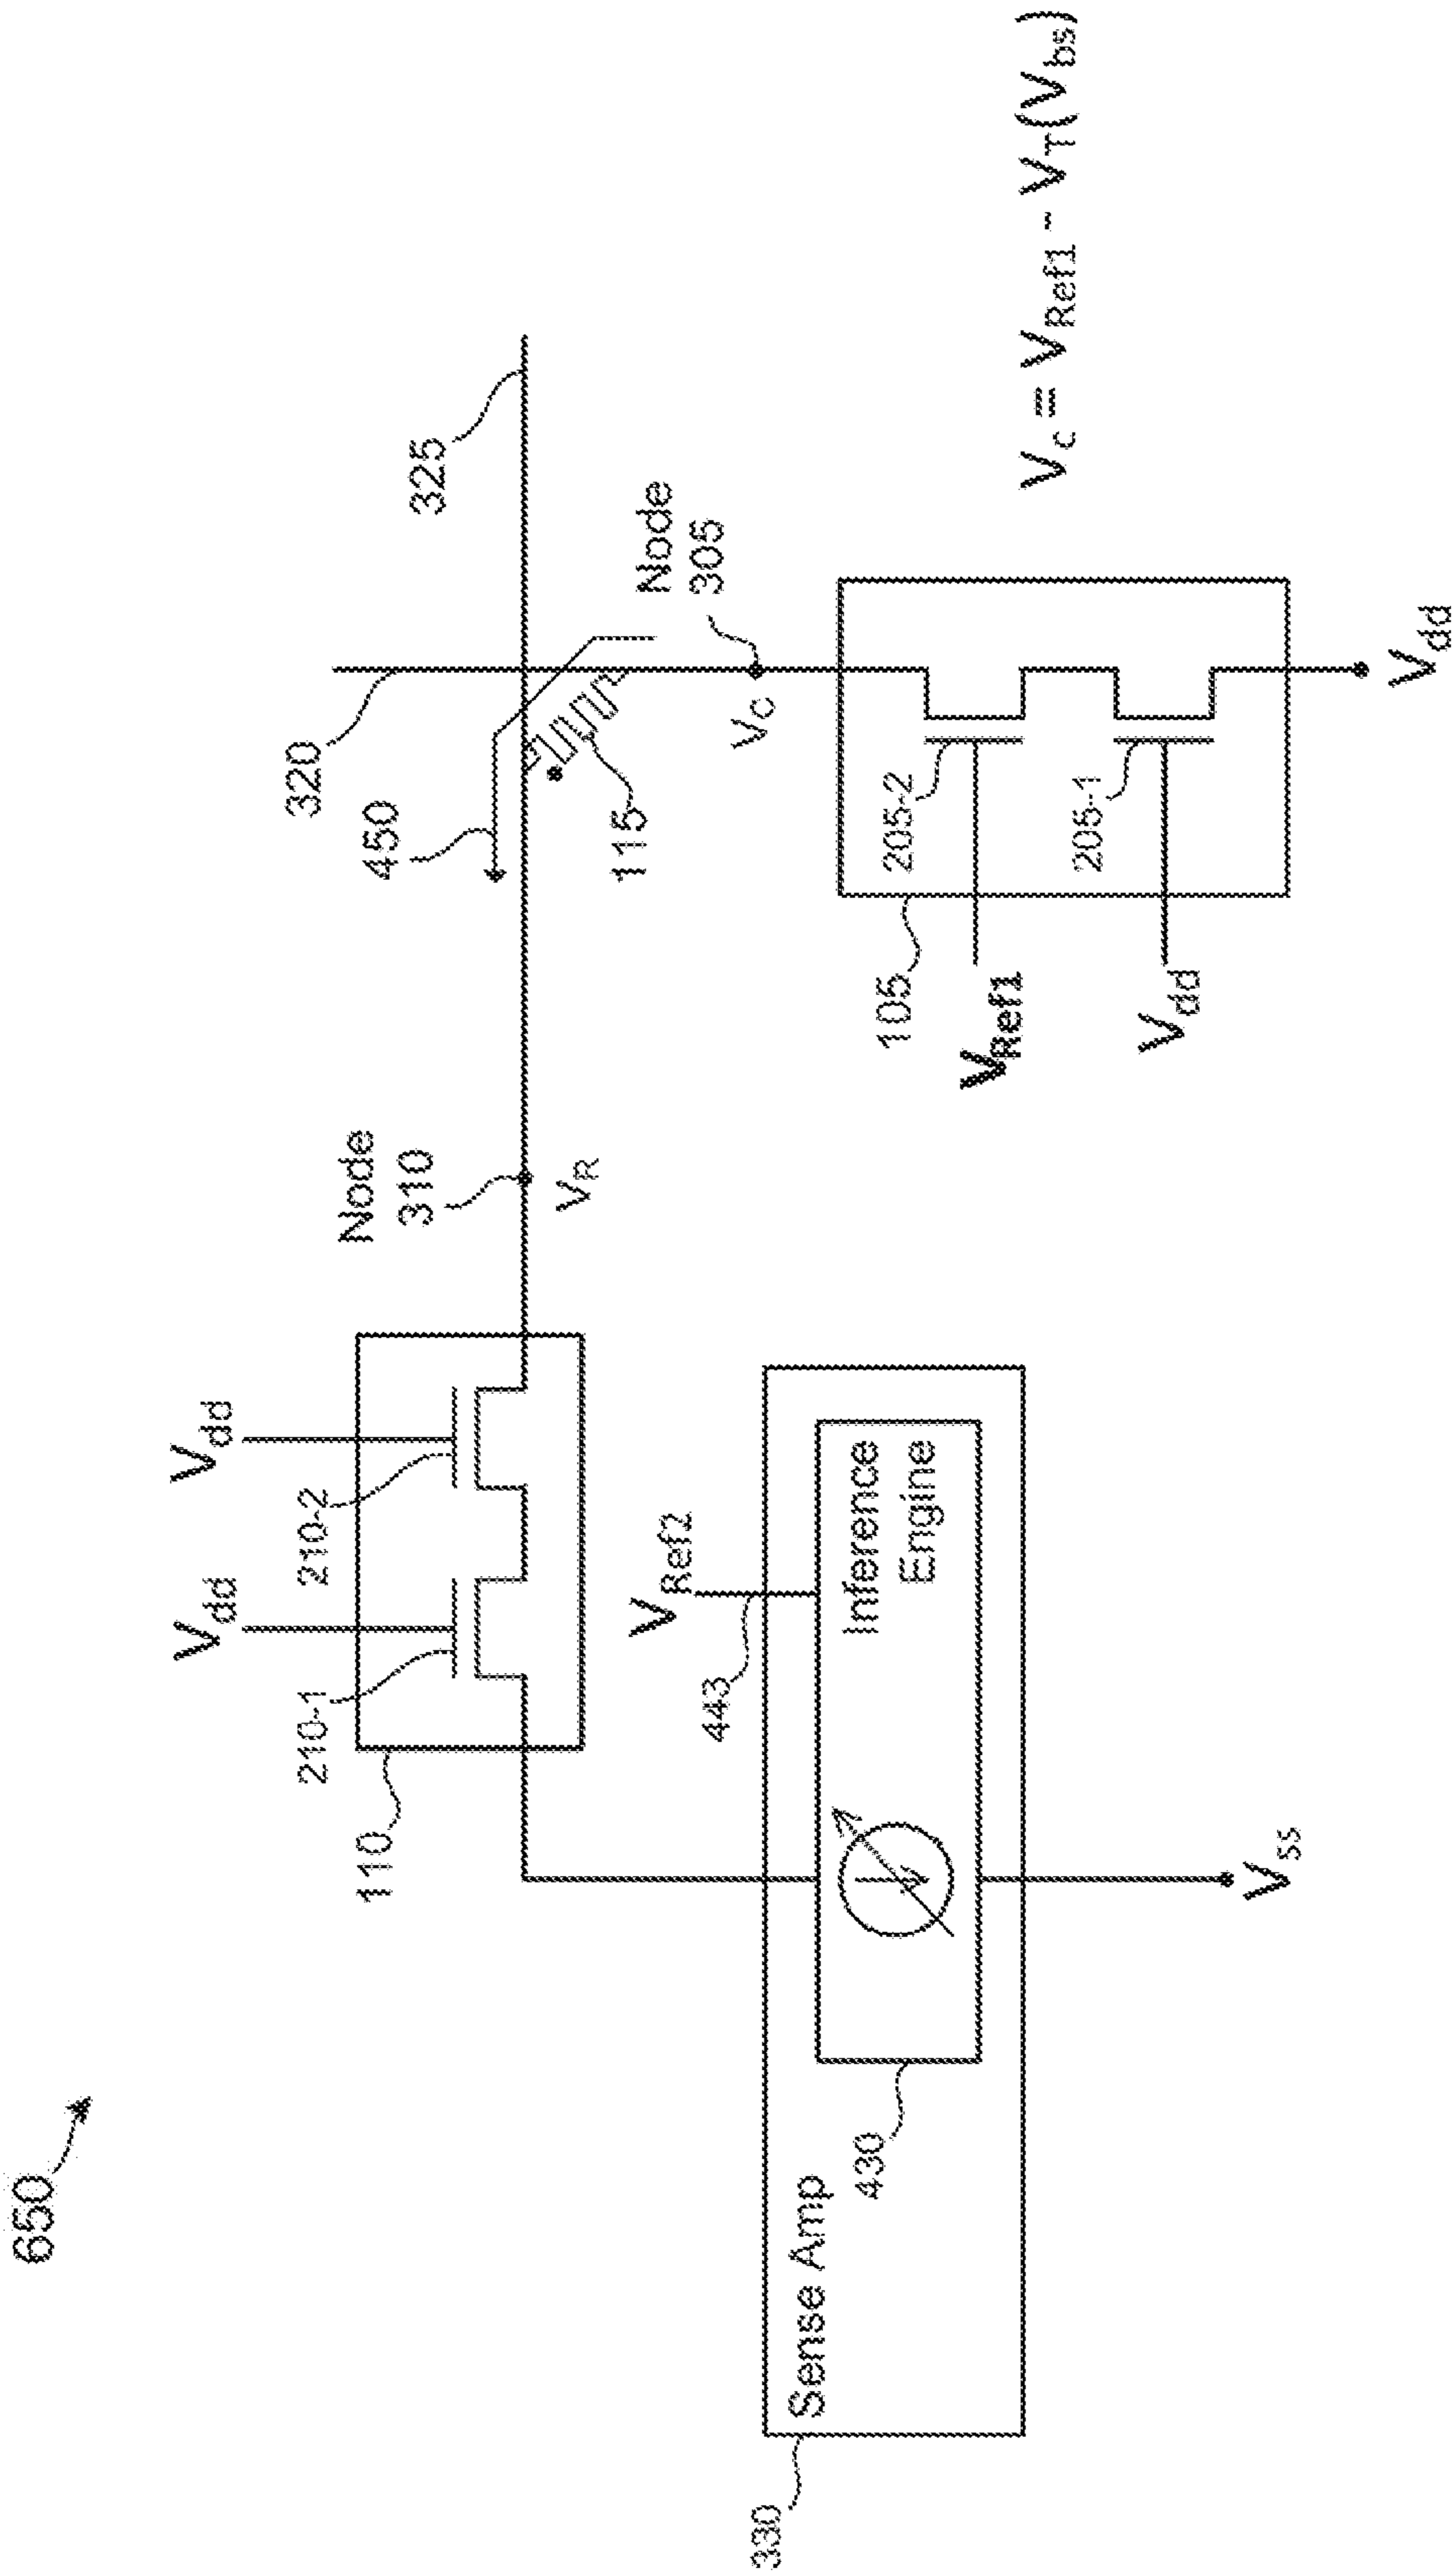 650
320
325
450
115
Node
305
V_C
Node
310
V_R
V_dd
V_dd
210-1
210-2
110
205-2
205-1
105
V_Ref1
V_dd
V_dd
V_c = V_Ref1 - V_T(V_bs)
V_Ref2
443
Sense Amp
Inference
Engine
430
330
V_ss